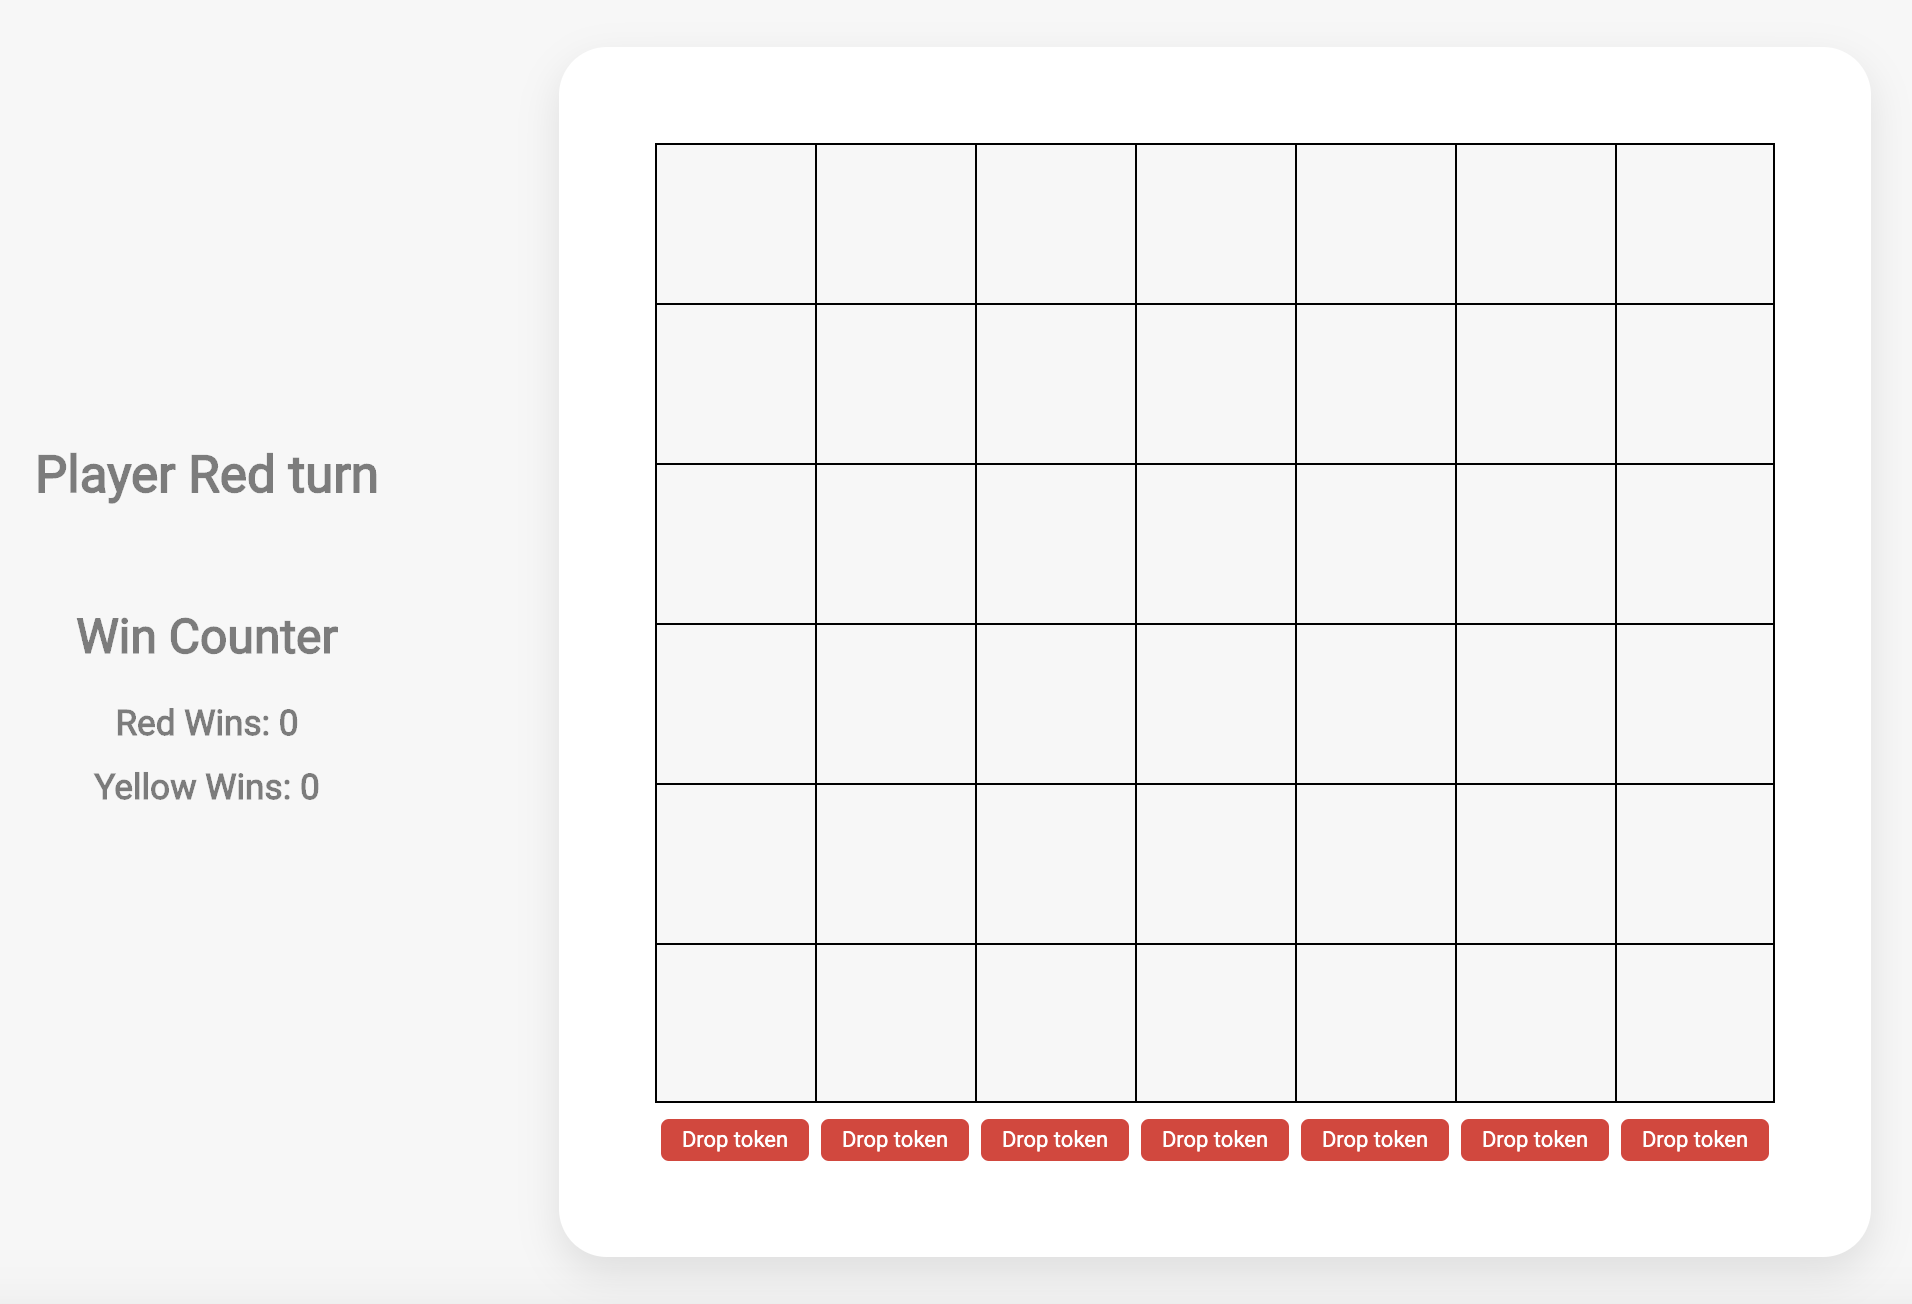 Player Red turn
Win Counter
Red Wins: 0
Yellow Wins: 0
Drop token Drop token Drop token Drop token Drop token Drop token Drop token